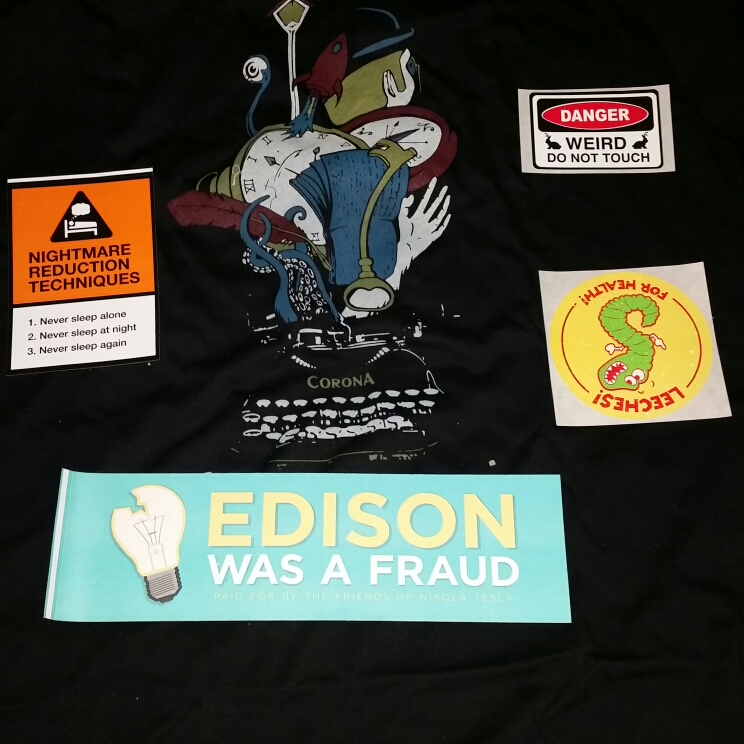 DANGER
WEIRD
DO NOT TOUCH
NIGHTMARE
REDUCTION
TECHNIQUES
1. Never sleep alone
2. Never sleep at night
3. Never sleep again
LEECHES!
FOR HEALTH!
CORONA
EDISON
WAS A FRAUD
PAID FOR BY THE FRIENDS OF NIKOLA TESLA